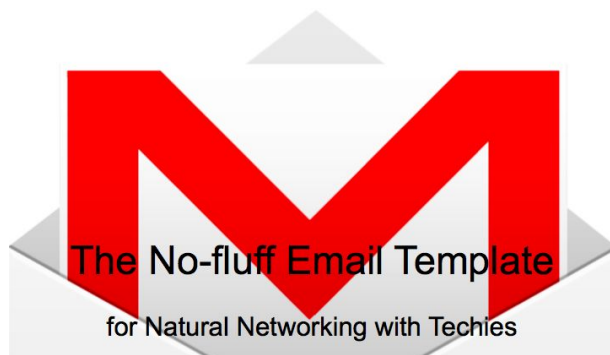 The No-fluff Email Template
for Natural Networking with Techies